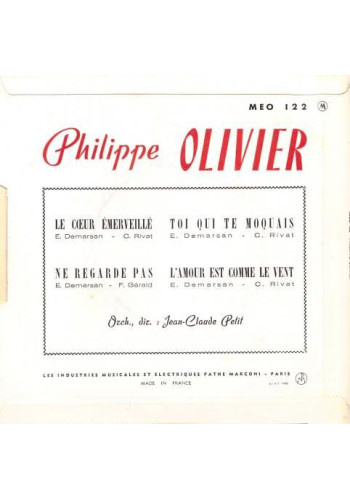 MEO 122 M
Philippe OLIVIER
LE CŒUR ÉMERVEILLÉ
E. Demarsan - C. Rivat
TOI QUI TE MOQUAIS
E. Demarsan - C. Rivat
NE REGARDE PAS
E. Demarsan - F. Gérald
L'AMOUR EST COMME LE VENT
E. Demarsan - C. Rivat
Orch., dir. : Jean-Claude Petit
LES INDUSTRIES MUSICALES ET ELECTRIQUES PATHE MARCONI - PARIS
MADE IN FRANCE